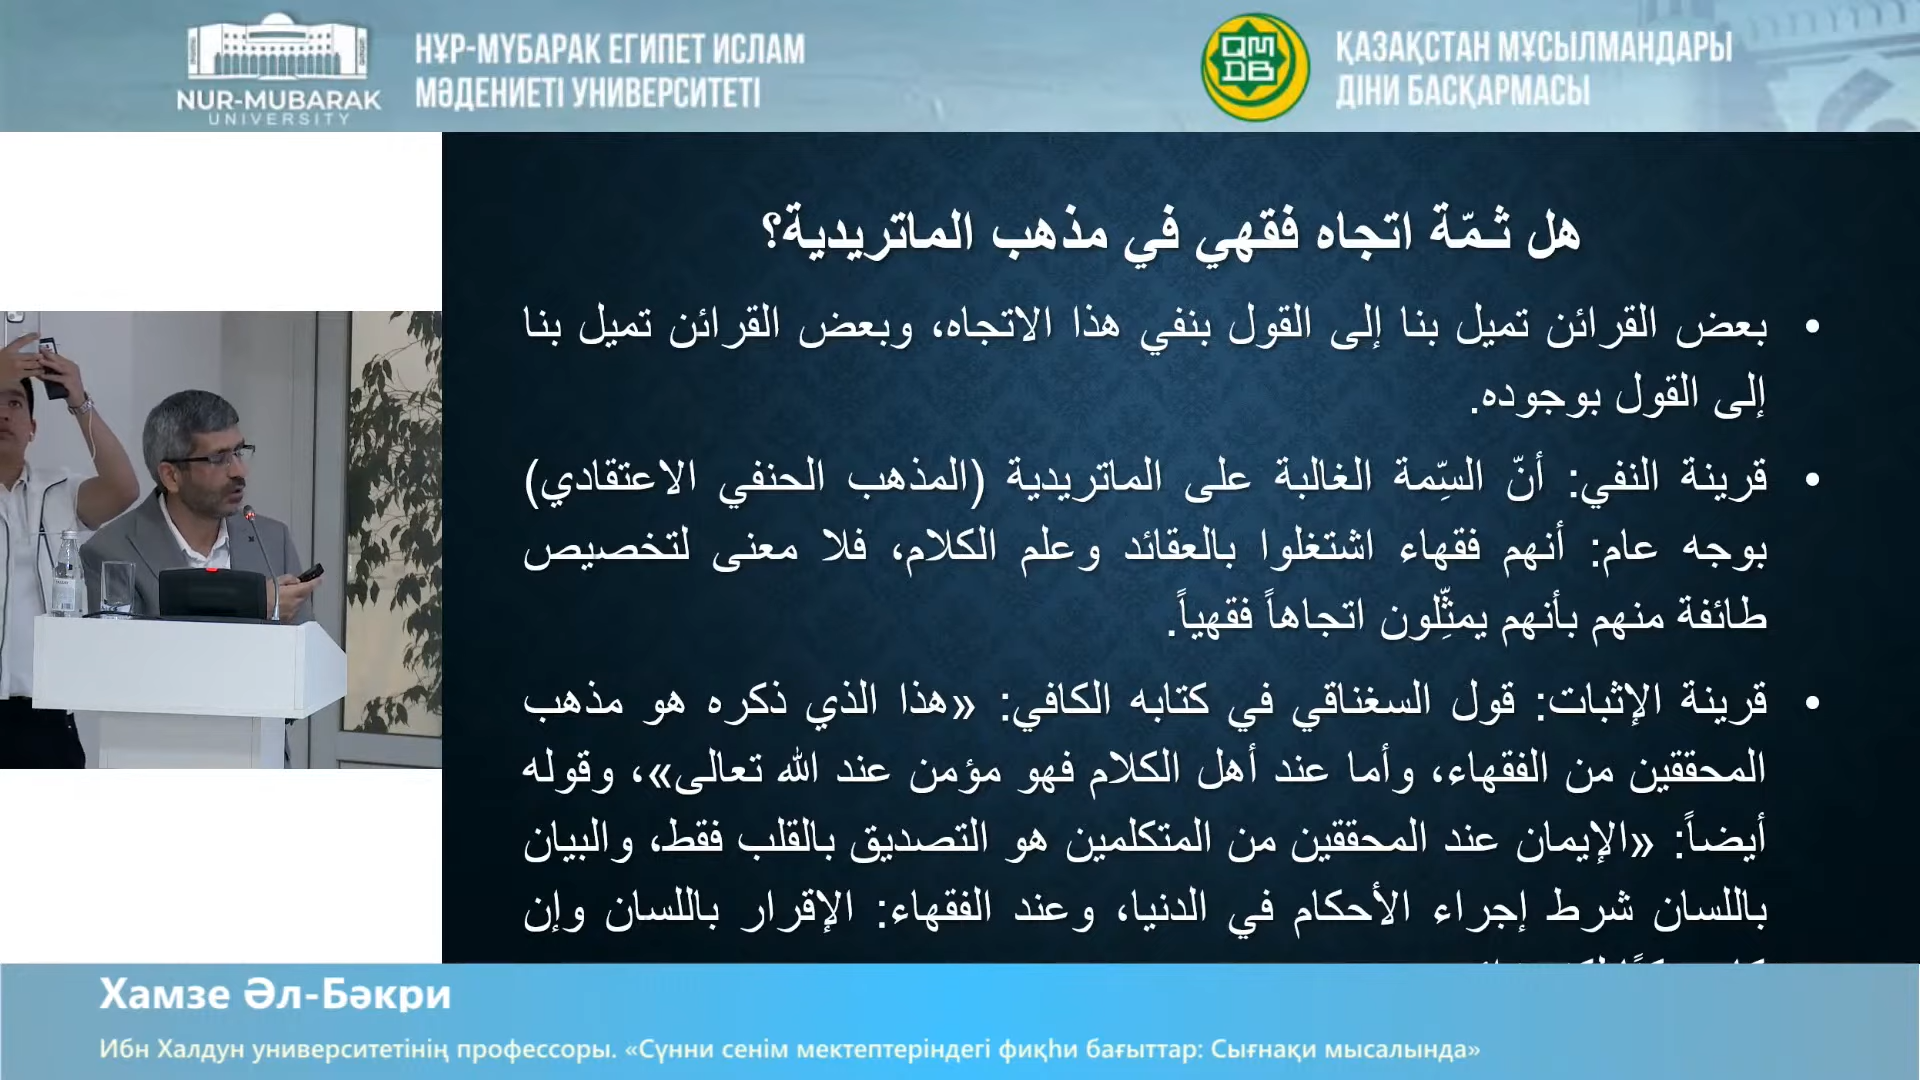 NUR-MUBARAK
UNIVERSITY
НҰР-МҮБАРАК ЕГИПЕТ ИСЛАМ
МӘДЕНИЕТІ УНИВЕРСИТЕТІ
QM
DB
ҚАЗАҚСТАН МҰСЫЛМАНДАРЫ
ДІНИ БАСҚАРМАСЫ
هل ثـمّة اتجاه فقهي في مذهب الماتريدية؟
• بعض القرائن تميل بنا إلى القول بنفي هذا الاتجاه، وبعض القرائن تميل بنا
إلى القول بوجوده.
• قرينة النفي: أنّ السِّمة الغالبة على الماتريدية (المذهب الحنفي الاعتقادي)
بوجه عام: أنهم فقهاء اشتغلوا بالعقائد وعلم الكلام، فلا معنى لتخصيص
طائفة منهم بأنهم يمثِّلون اتجاهاً فقهياً.
• قرينة الإثبات: قول السغناقي في كتابه الكافي: «هذا الذي ذكره هو مذهب
المحققين من الفقهاء، وأما عند أهل الكلام فهو مؤمن عند الله تعالى»، وقوله
أيضاً: «الإيمان عند المحققين من المتكلمين هو التصديق بالقلب فقط، والبيان
باللسان شرط إجراء الأحكام في الدنيا، وعند الفقهاء: الإقرار باللسان وإن
Хамзе Әл-Бәкри
Ибн Халдун университетінің профессоры. «Сүнни сенім мектептеріндегі фиқһи бағыттар: Сығнақи мысалында»